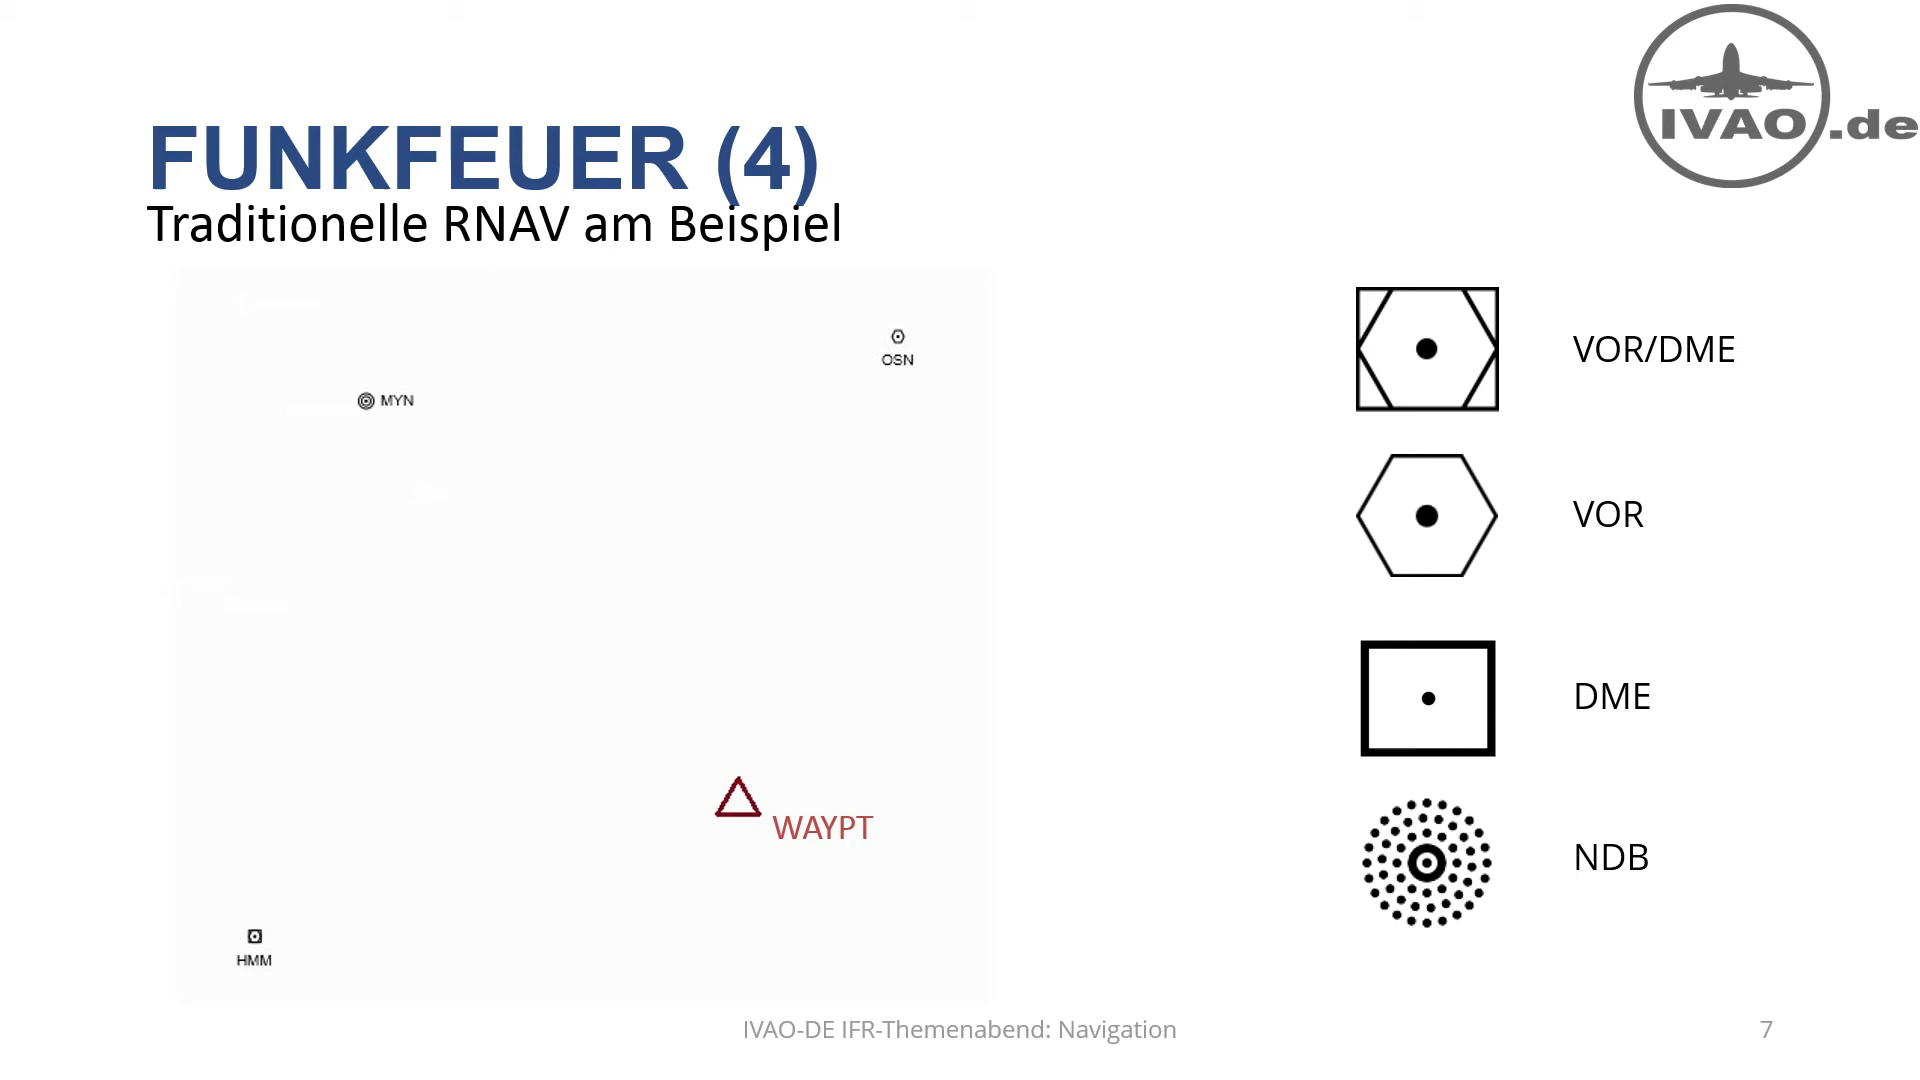 IVAO.de
FUNKFEUER (4)
Traditionelle RNAV am Beispiel
OSN
MYN
WAYPT
HMM
VOR/DME
VOR
DME
NDB
IVAO-DE IFR-Themenabend: Navigation
7